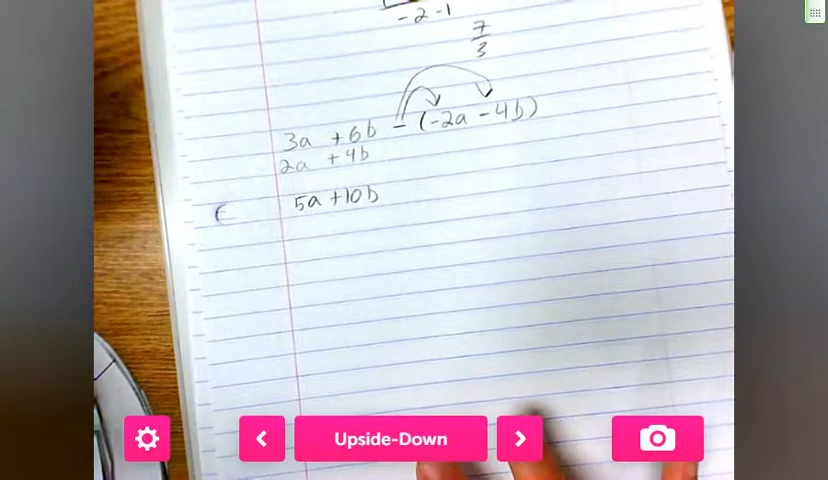 -2-1
7
3
3a + 6b - (-2a - 4b)
2a + 4b
5a + 10b
Upside-Down